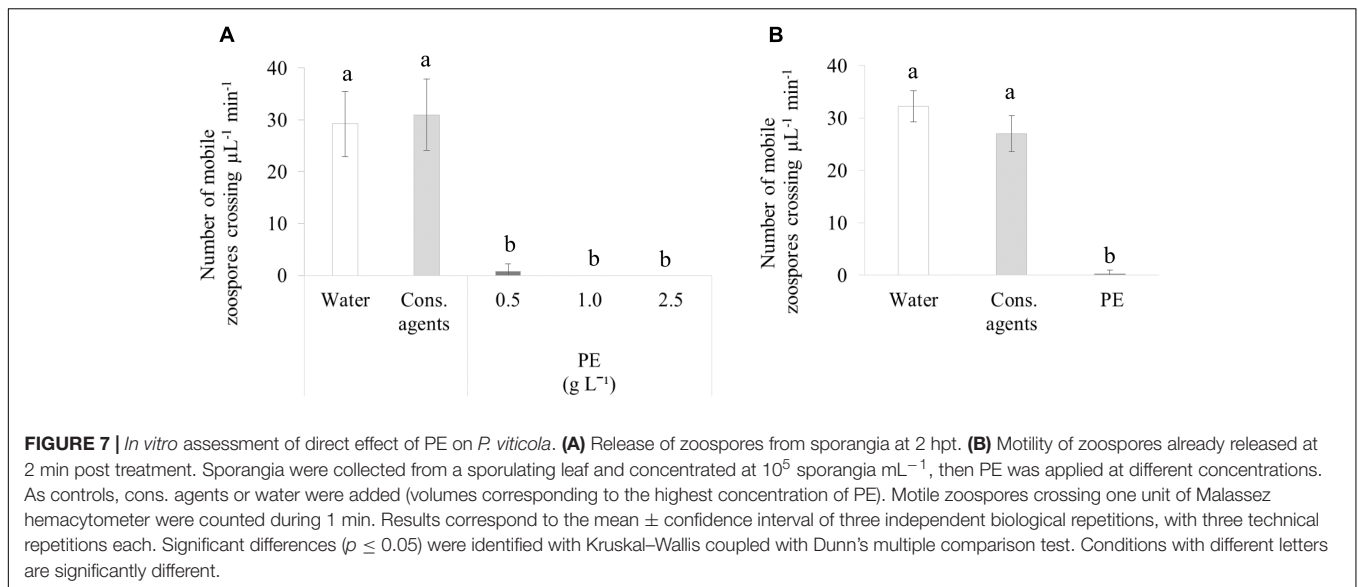 A
Number of mobile
zoospores crossing µL⁻¹ min⁻¹
40
30
20
10
0
a
a
b
b
b
Water
Cons.
agents
0.5
1.0
2.5
PE
(g L⁻¹)
B
Number of mobile
zoospores crossing µL⁻¹ min⁻¹
40
30
20
10
0
a
a
b
Water
Cons.
agents
PE
FIGURE 7 | In vitro assessment of direct effect of PE on P. viticola. (A) Release of zoospores from sporangia at 2 hpt. (B) Motility of zoospores already released at
2 min post treatment. Sporangia were collected from a sporulating leaf and concentrated at 10⁵ sporangia mL⁻¹, then PE was applied at different concentrations.
As controls, cons. agents or water were added (volumes corresponding to the highest concentration of PE). Motile zoospores crossing one unit of Malassez
hemacytometer were counted during 1 min. Results correspond to the mean ± confidence interval of three independent biological repetitions, with three technical
repetitions each. Significant differences (p ≤ 0.05) were identified with Kruskal–Wallis coupled with Dunn's multiple comparison test. Conditions with different letters
are significantly different.